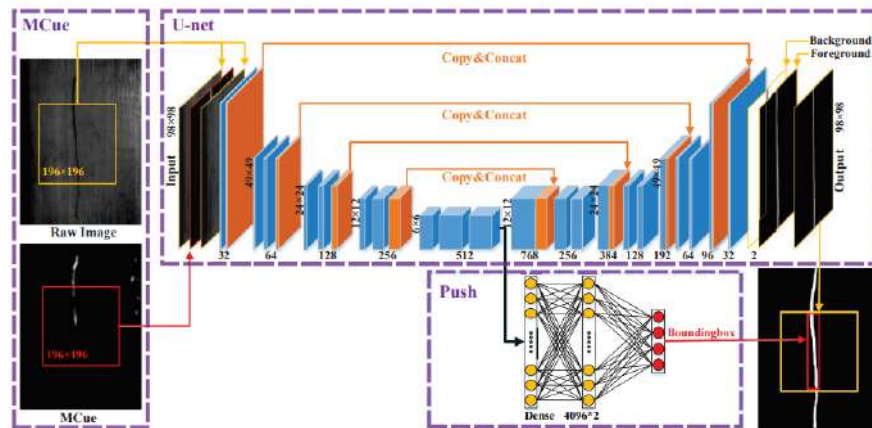 MCue
U-net
196×196
Raw Image
196×196
MCue
Background
Foreground
Copy&Concat
Copy&Concat
Copy&Concat
Copy&Concat
Input
98×98
49×49
24×24
12×12
6×6
12×12
24×24
49×49
98×98
Output
32
64
128
256
512
768
256
384
128
192
64
96
32
2
Push
Boundingbox
Dense 4096*2